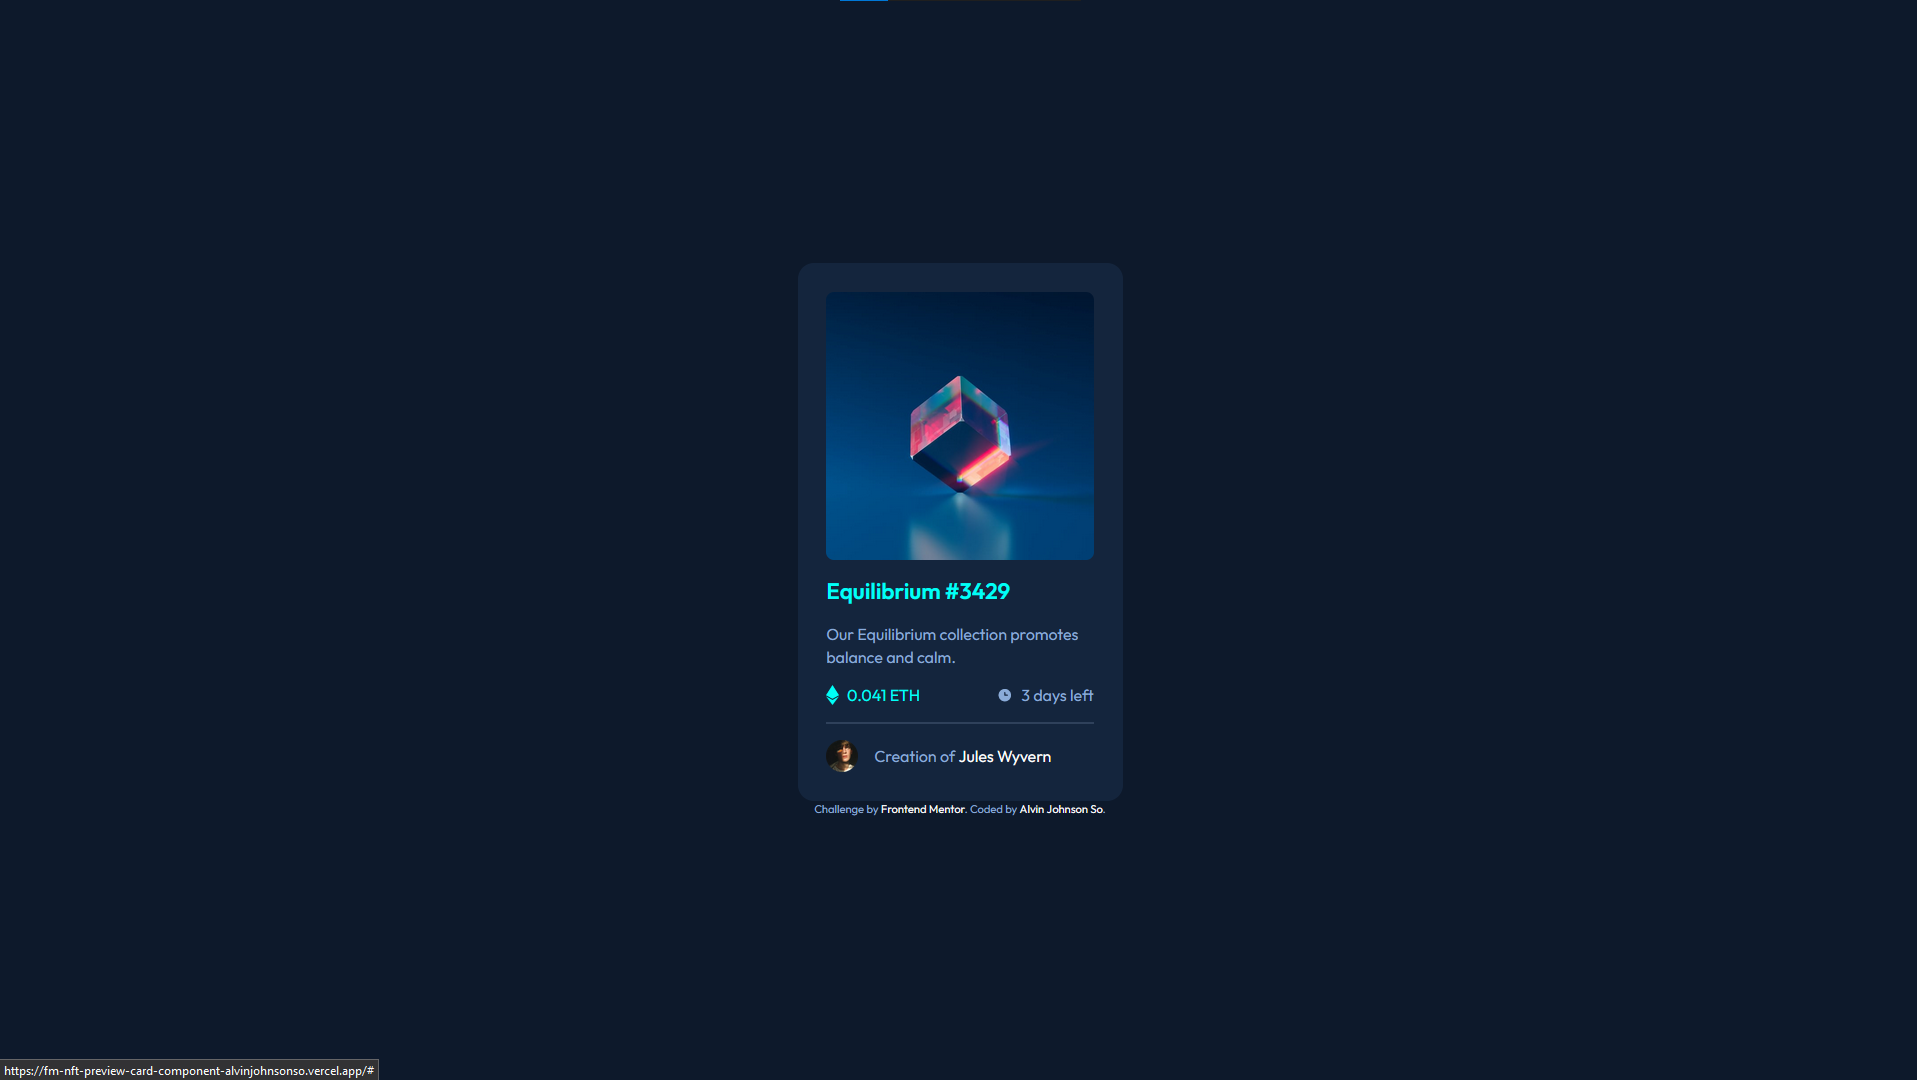 Equilibrium #3429
Our Equilibrium collection promotes
balance and calm.
0.041 ETH
3 days left
Creation of Jules Wyvern
Challenge by Frontend Mentor. Coded by Alvin Johnson So.
https://fm-nft-preview-card-component-alvinjohnsonso.vercel.app/#